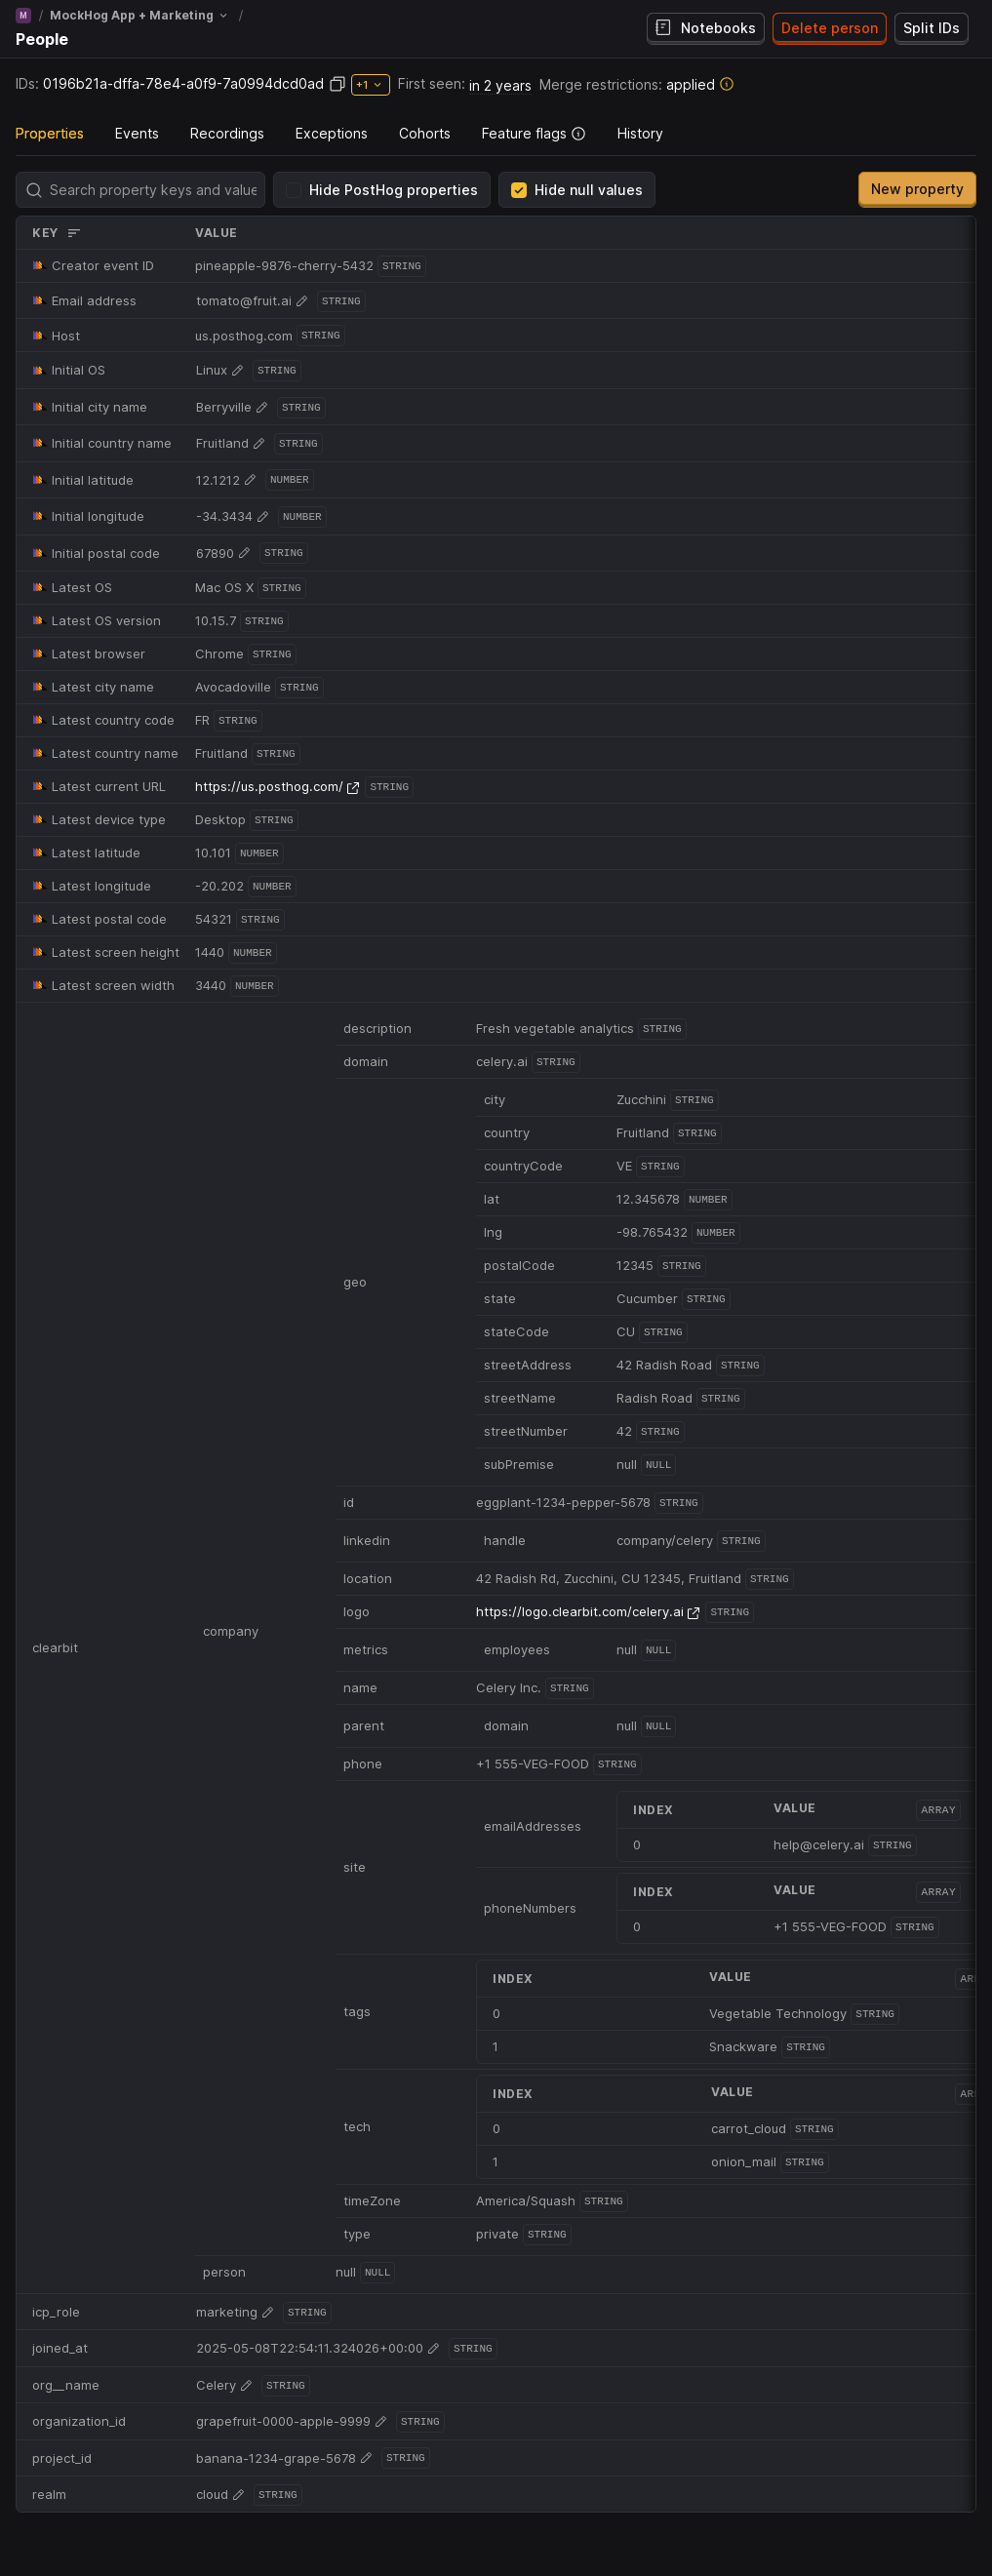 M / MockHog App + Marketing /
People
Notebooks
Delete person
Split IDs
IDs: 0196b21a-dffa-78e4-a0f9-7a0994dcd0ad +1 First seen: in 2 years Merge restrictions: applied
Properties Events Recordings Exceptions Cohorts Feature flags History
Search property keys and value
Hide PostHog properties
Hide null values
New property
KEY VALUE
Creator event ID pineapple-9876-cherry-5432 STRING
Email address tomato@fruit.ai STRING
Host us.posthog.com STRING
Initial OS Linux STRING
Initial city name Berryville STRING
Initial country name Fruitland STRING
Initial latitude 12.1212 NUMBER
Initial longitude -34.3434 NUMBER
Initial postal code 67890 STRING
Latest OS Mac OS X STRING
Latest OS version 10.15.7 STRING
Latest browser Chrome STRING
Latest city name Avocadoville STRING
Latest country code FR STRING
Latest country name Fruitland STRING
Latest current URL https://us.posthog.com/ STRING
Latest device type Desktop STRING
Latest latitude 10.101 NUMBER
Latest longitude -20.202 NUMBER
Latest postal code 54321 STRING
Latest screen height 1440 NUMBER
Latest screen width 3440 NUMBER
clearbit
company
description Fresh vegetable analytics STRING
domain celery.ai STRING
geo
city Zucchini STRING
country Fruitland STRING
countryCode VE STRING
lat 12.345678 NUMBER
lng -98.765432 NUMBER
postalCode 12345 STRING
state Cucumber STRING
stateCode CU STRING
streetAddress 42 Radish Road STRING
streetName Radish Road STRING
streetNumber 42 STRING
subPremise null NULL
id eggplant-1234-pepper-5678 STRING
linkedin handle company/celery STRING
location 42 Radish Rd, Zucchini, CU 12345, Fruitland STRING
logo https://logo.clearbit.com/celery.ai STRING
metrics employees null NULL
name Celery Inc. STRING
parent domain null NULL
phone +1 555-VEG-FOOD STRING
site
emailAddresses
INDEX VALUE ARRAY
0 help@celery.ai STRING
phoneNumbers
INDEX VALUE ARRAY
0 +1 555-VEG-FOOD STRING
tags
INDEX VALUE
0 Vegetable Technology STRING
1 Snackware STRING
tech
INDEX VALUE
0 carrot_cloud STRING
1 onion_mail STRING
timeZone America/Squash STRING
type private STRING
person null NULL
icp_role marketing STRING
joined_at 2025-05-08T22:54:11.324026+00:00 STRING
org__name Celery STRING
organization_id grapefruit-0000-apple-9999 STRING
project_id banana-1234-grape-5678 STRING
realm cloud STRING